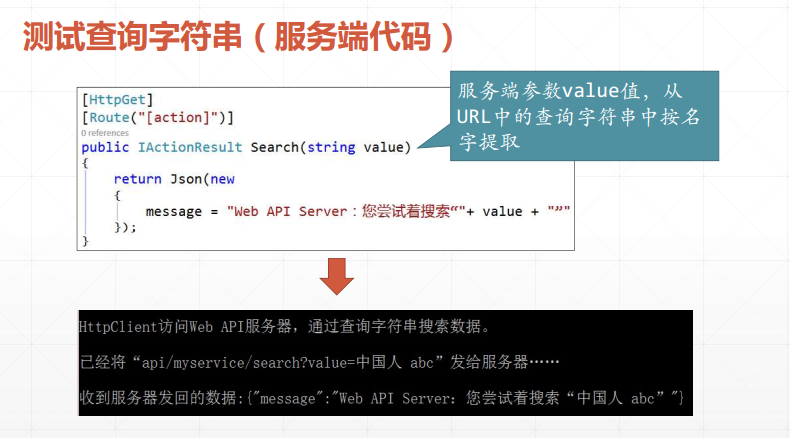 测试查询字符串（服务端代码）
[HttpGet]
[Route("[action]")]
0 references
public IActionResult Search(string value)
{
return Json(new
{
message = "Web API Server：您尝试着搜索“"+ value + "”"
});
}
服务端参数value值，从
URL中的查询字符串中按名
字提取
HttpClient访问Web API服务器，通过查询字符串搜索数据。
已经将“api/myservice/search?value=中国人 abc”发给服务器……
收到服务器发回的数据:{"message":"Web API Server：您尝试着搜索“中国人 abc”"}